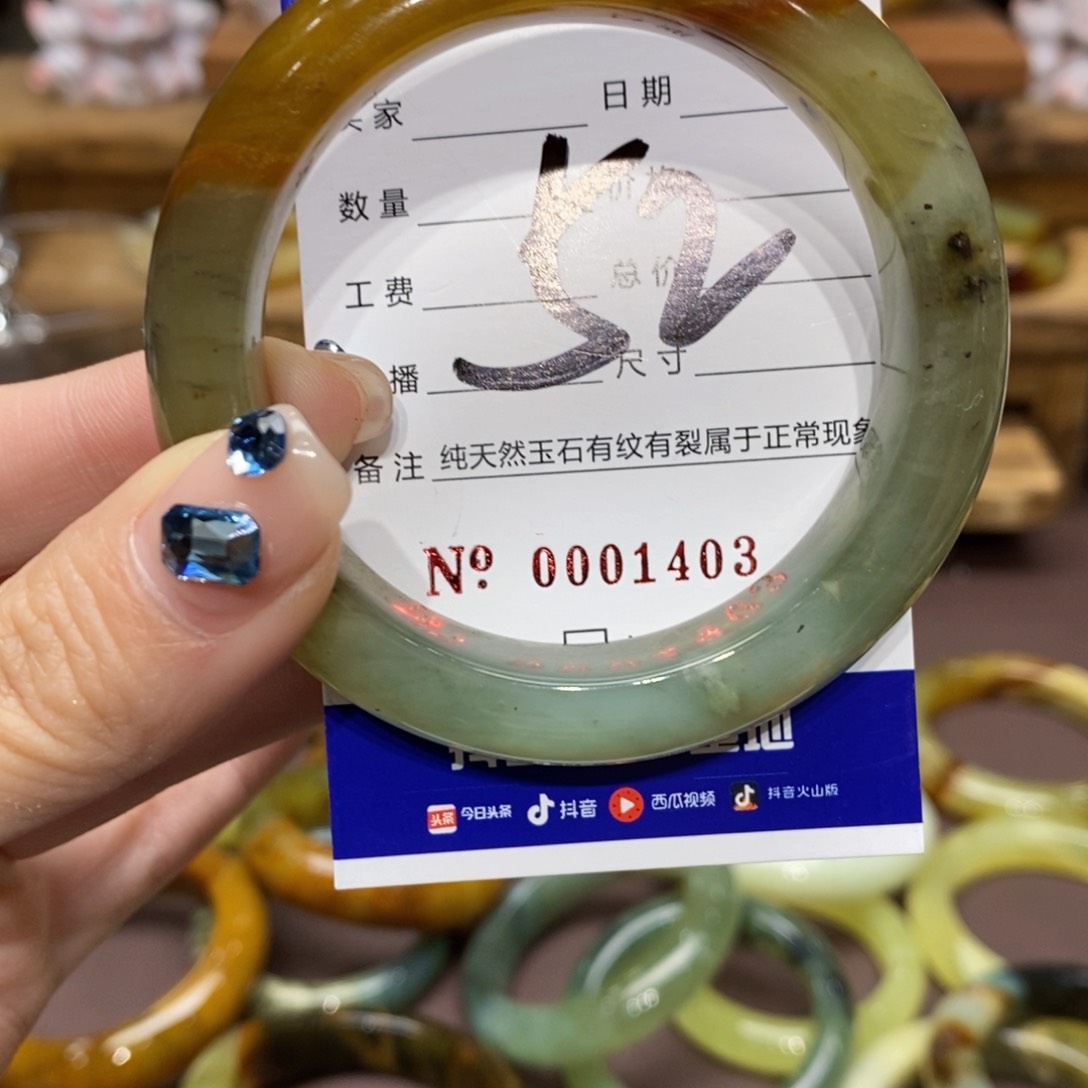 家 日期
52
数量 价格
工费 总价
播 尺寸
备注 纯天然玉石有纹有裂属于正常现象
Nº 0001403
头条 今日头条 抖音 西瓜视频 抖音火山版